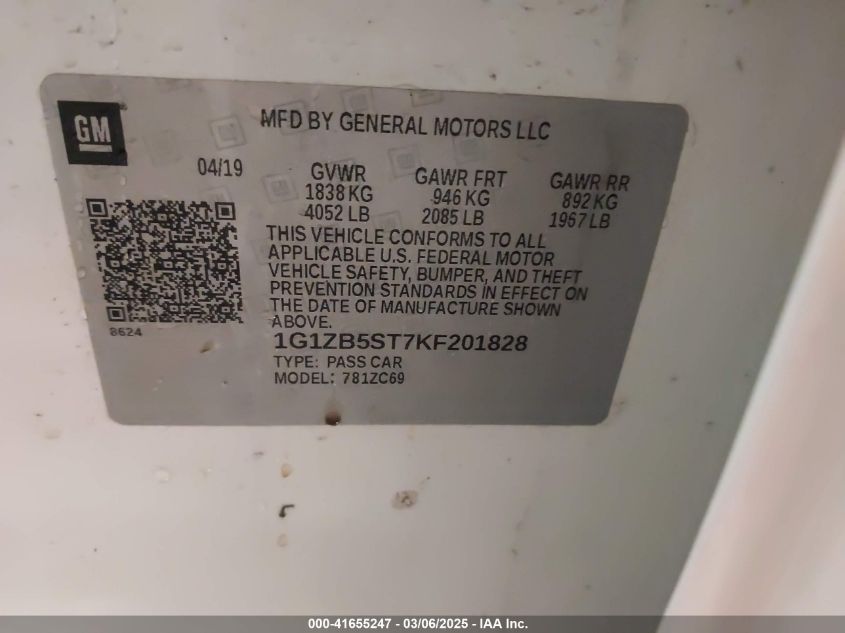 GM
MFD BY GENERAL MOTORS LLC
04/19
GVWR
1838 KG
4052 LB
GAWR FRT
946 KG
2085 LB
GAWR RR
892 KG
1967 LB
THIS VEHICLE CONFORMS TO ALL
APPLICABLE U.S. FEDERAL MOTOR
VEHICLE SAFETY, BUMPER, AND THEFT
PREVENTION STANDARDS IN EFFECT ON
THE DATE OF MANUFACTURE SHOWN
ABOVE.
8624
1G1ZB5ST7KF201828
TYPE: PASS CAR
MODEL: 781ZC69
000-41655247 - 03/06/2025 - IAA Inc.